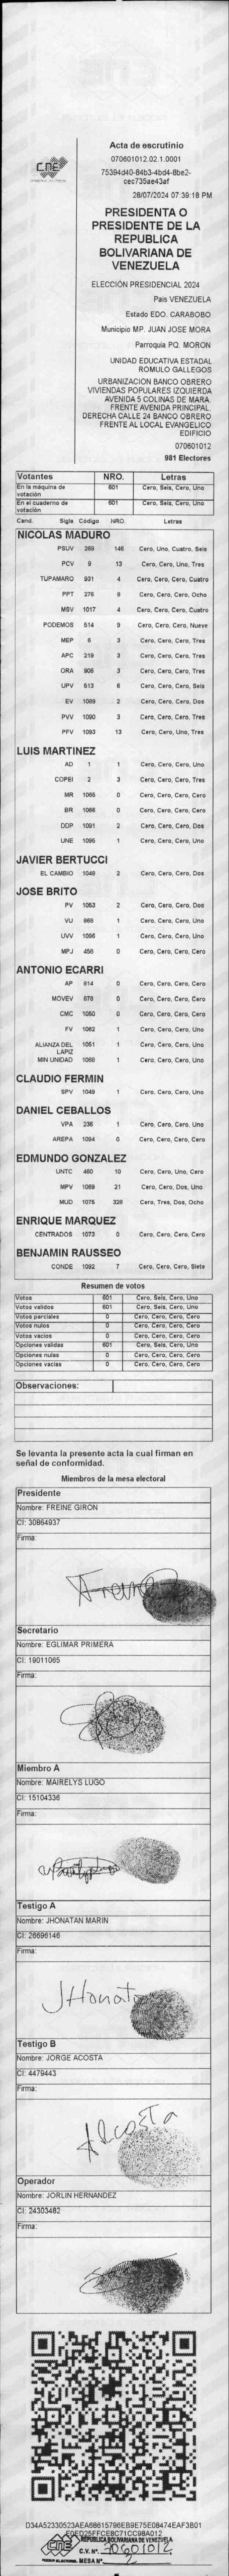 Acta de escrutinio
070601012.02.1.0001
75394d40-84b3-4bd4-8be2-
cec735ae43af
28/07/2024 07:39:18 PM
CNE
PRESIDENTA O
PRESIDENTE DE LA
REPUBLICA
BOLIVARIANA DE
VENEZUELA
ELECCIÓN PRESIDENCIAL 2024
Pais VENEZUELA
Estado EDO. CARABOBO
Municipio MP. JUAN JOSE MORA
Parroquia PQ. MORON
UNIDAD EDUCATIVA ESTADAL
ROMULO GALLEGOS
URBANIZACION BANCO OBRERO
VIVIENDAS POPULARES IZQUIERDA
AVENIDA 5 COLINAS DE MARA.
FRENTE AVENIDA PRINCIPAL.
DERECHA CALLE 24 BANCO OBRERO
FRENTE AL LOCAL EVANGELICO
EDIFICIO
070601012
981 Electores
Votantes NRO. Letras
En la máquina de votación 601 Cero, Seis, Cero, Uno
En el cuaderno de votación 601 Cero, Seis, Cero, Uno
Cand. Sigla Código NRO. Letras
NICOLAS MADURO
PSUV 269 146 Cero, Uno, Cuatro, Seis
PCV 9 13 Cero, Cero, Uno, Tres
TUPAMARO 931 4 Cero, Cero, Cero, Cuatro
PPT 276 8 Cero, Cero, Cero, Ocho
MSV 1017 4 Cero, Cero, Cero, Cuatro
PODEMOS 514 9 Cero, Cero, Cero, Nueve
MEP 6 3 Cero, Cero, Cero, Tres
APC 219 3 Cero, Cero, Cero, Tres
ORA 906 3 Cero, Cero, Cero, Tres
UPV 513 6 Cero, Cero, Cero, Seis
EV 1089 2 Cero, Cero, Cero, Dos
PVV 1090 3 Cero, Cero, Cero, Tres
PFV 1093 13 Cero, Cero, Uno, Tres
LUIS MARTINEZ
AD 1 1 Cero, Cero, Cero, Uno
COPEI 2 3 Cero, Cero, Cero, Tres
MR 1065 0 Cero, Cero, Cero, Cero
BR 1066 0 Cero, Cero, Cero, Cero
DDP 1091 2 Cero, Cero, Cero, Dos
UNE 1095 1 Cero, Cero, Cero, Uno
JAVIER BERTUCCI
EL CAMBIO 1048 2 Cero, Cero, Cero, Dos
JOSE BRITO
PV 1053 2 Cero, Cero, Cero, Dos
VU 868 1 Cero, Cero, Cero, Uno
UVV 1096 1 Cero, Cero, Cero, Uno
MPJ 458 0 Cero, Cero, Cero, Cero
ANTONIO ECARRI
AP 814 0 Cero, Cero, Cero, Cero
MOVEV 878 0 Cero, Cero, Cero, Cero
CMC 1050 0 Cero, Cero, Cero, Cero
FV 1062 1 Cero, Cero, Cero, Uno
ALIANZA DEL LAPIZ 1051 1 Cero, Cero, Cero, Uno
MIN UNIDAD 1068 1 Cero, Cero, Cero, Uno
CLAUDIO FERMIN
SPV 1049 1 Cero, Cero, Cero, Uno
DANIEL CEBALLOS
VPA 236 1 Cero, Cero, Cero, Uno
AREPA 1094 0 Cero, Cero, Cero, Cero
EDMUNDO GONZALEZ
UNTC 460 10 Cero, Cero, Uno, Cero
MPV 1069 21 Cero, Cero, Dos, Uno
MUD 1075 328 Cero, Tres, Dos, Ocho
ENRIQUE MARQUEZ
CENTRADOS 1073 0 Cero, Cero, Cero, Cero
BENJAMIN RAUSSEO
CONDE 1092 7 Cero, Cero, Cero, Siete
Resumen de votos
Votos 601 Cero, Seis, Cero, Uno
Votos validos 601 Cero, Seis, Cero, Uno
Votos parciales 0 Cero, Cero, Cero, Cero
Votos nulos 0 Cero, Cero, Cero, Cero
Votos vacios 0 Cero, Cero, Cero, Cero
Opciones validas 601 Cero, Seis, Cero, Uno
Opciones nulas 0 Cero, Cero, Cero, Cero
Opciones vacias 0 Cero, Cero, Cero, Cero
Observaciones:
Se levanta la presente acta la cual firman en
señal de conformidad.
Miembros de la mesa electoral
Presidente
Nombre: FREINE GIRON
CI: 30864937
Firma:
Freine
Secretario
Nombre: EGLIMAR PRIMERA
CI: 19011065
Firma:
Miembro A
Nombre: MAIRELYS LUGO
CI: 15104336
Firma:
Testigo A
Nombre: JHONATAN MARIN
CI: 26696146
Firma:
JHonata
Testigo B
Nombre: JORGE ACOSTA
CI: 4479443
Firma:
Acosta
Operador
Nombre: JORLIN HERNANDEZ
CI: 24303482
Firma:
D34A52330523AEA68615796EB9E75E08474EAF3B01
F0ED25FFCE8C71CC98A012
CNE
REPÚBLICA BOLIVARIANA DE VENEZUELA
C.V. Nº. 70601012
PODER ELECTORAL MESA Nº. 2